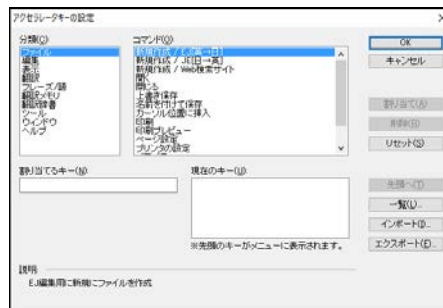 アクセラレータキーの設定
分類(C)
コマンド(O)
ファイル
編集
表示
翻訳
フレーズ/語
翻訳メモリ
翻訳辞書
ツール
ウィンドウ
ヘルプ
新規作成 / EJ[英→日]
新規作成 / JE[日→英]
新規作成 / Web検索サイト
開く
閉じる
上書き保存
名前を付けて保存
カーソル位置に挿入
印刷
印刷プレビュー
ページ設定
プリンタの設定
OK
キャンセル
割り当て(A)
削除(R)
リセット(S)
割り当てるキー(N)
現在のキー(U)
先頭へ(T)
一覧(L)...
インポート(I)...
エクスポート(E)...
※先頭のキーがメニューに表示されます。
説明
EJ編集用に新規にファイルを作成